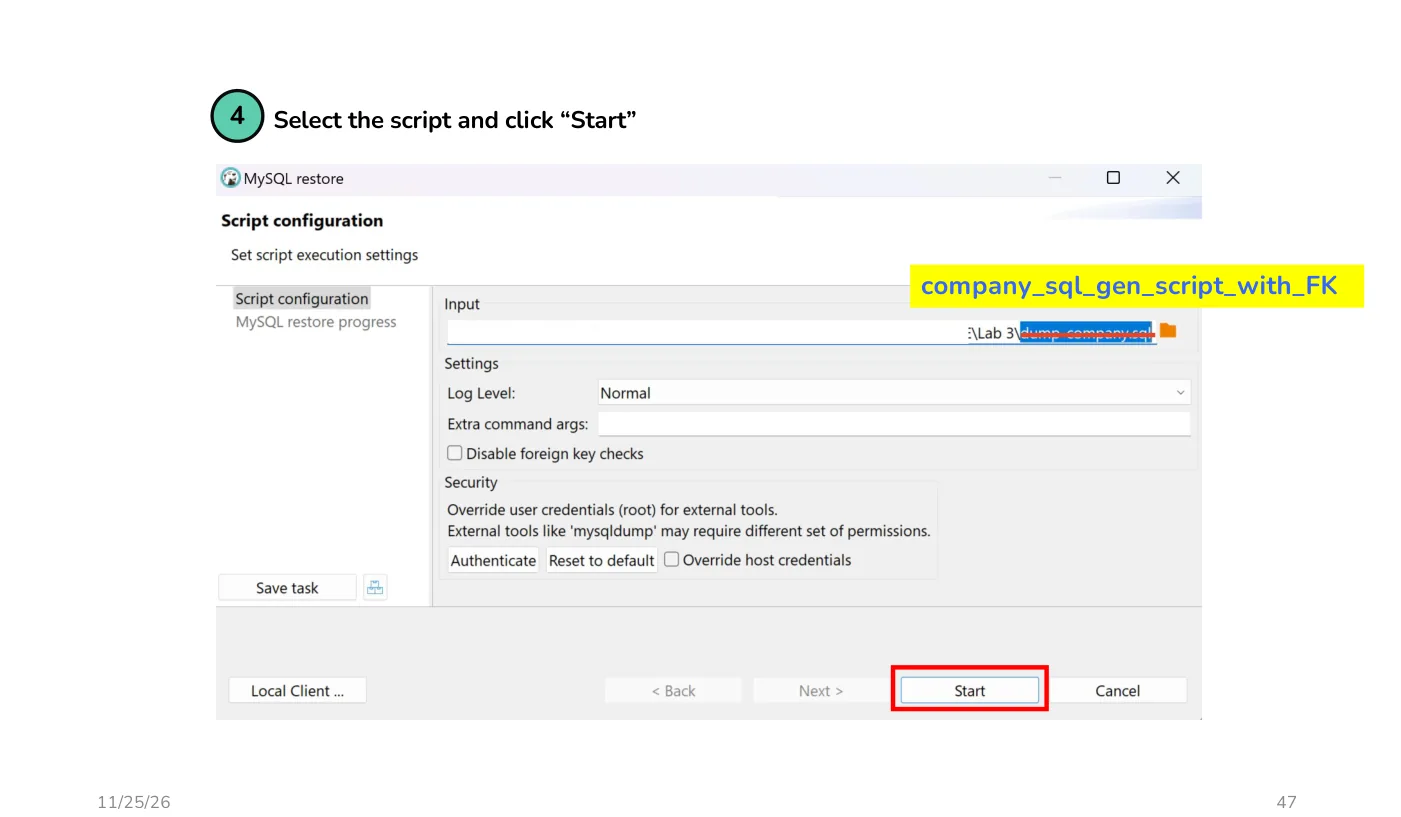 4
Select the script and click “Start”
MySQL restore
Script configuration
Set script execution settings
company_sql_gen_script_with_FK
Script configuration
MySQL restore progress
Input
E\Lab 3\dump-company.sql
Settings
Log Level: Normal
Extra command args:
Disable foreign key checks
Security
Override user credentials (root) for external tools.
External tools like 'mysqldump' may require different set of permissions.
Authenticate Reset to default Override host credentials
Save task
Local Client ... < Back Next > Start Cancel
11/25/26 47